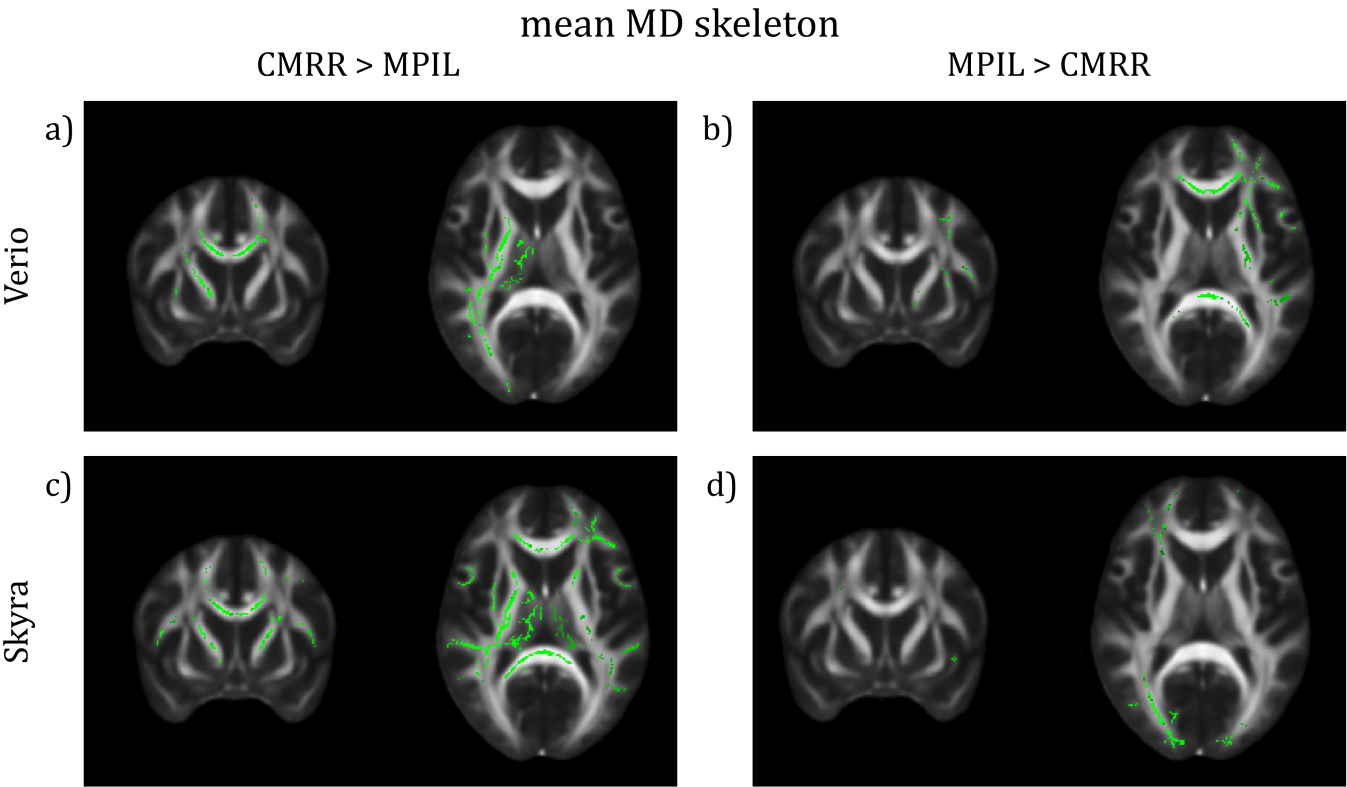 mean MD skeleton
CMRR > MPIL
MPIL > CMRR
a)
b)
Verio
c)
d)
Skyra